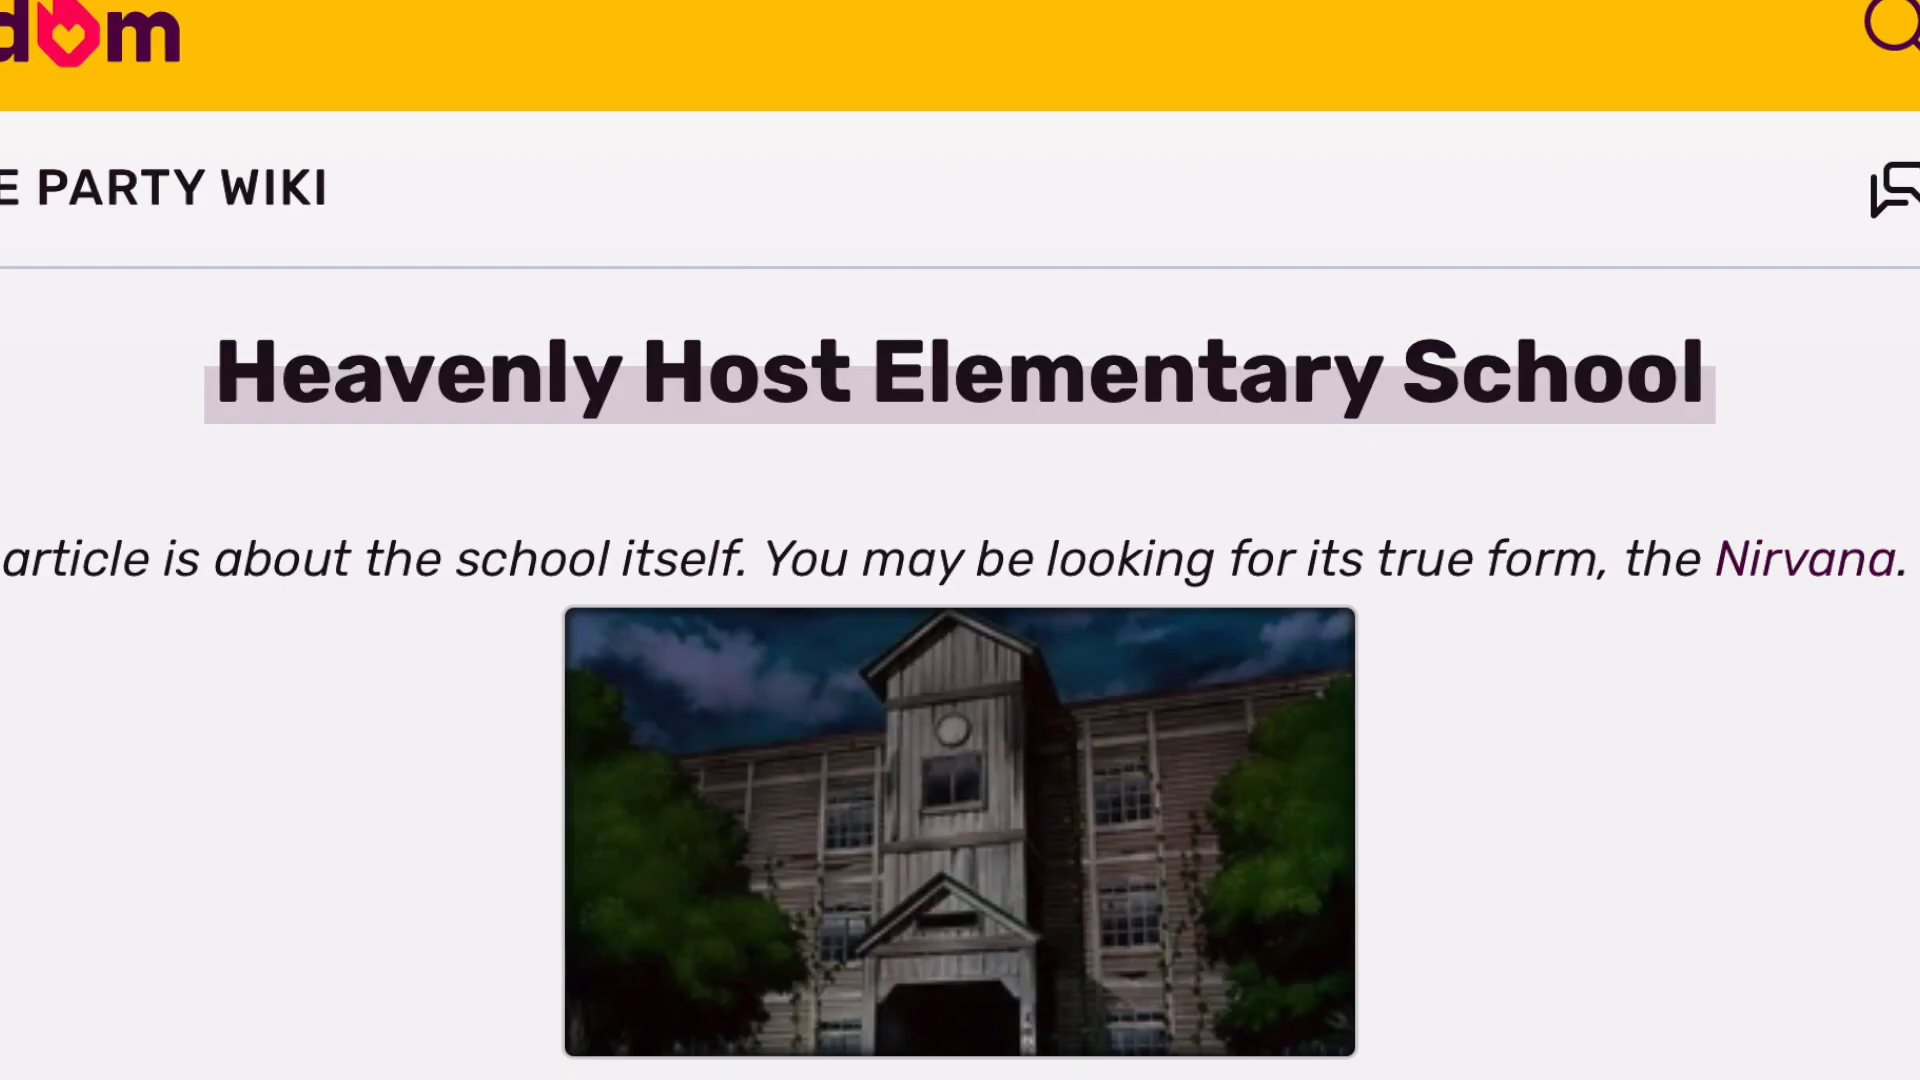 dom
E PARTY WIKI
Heavenly Host Elementary School
article is about the school itself. You may be looking for its true form, the Nirvana.